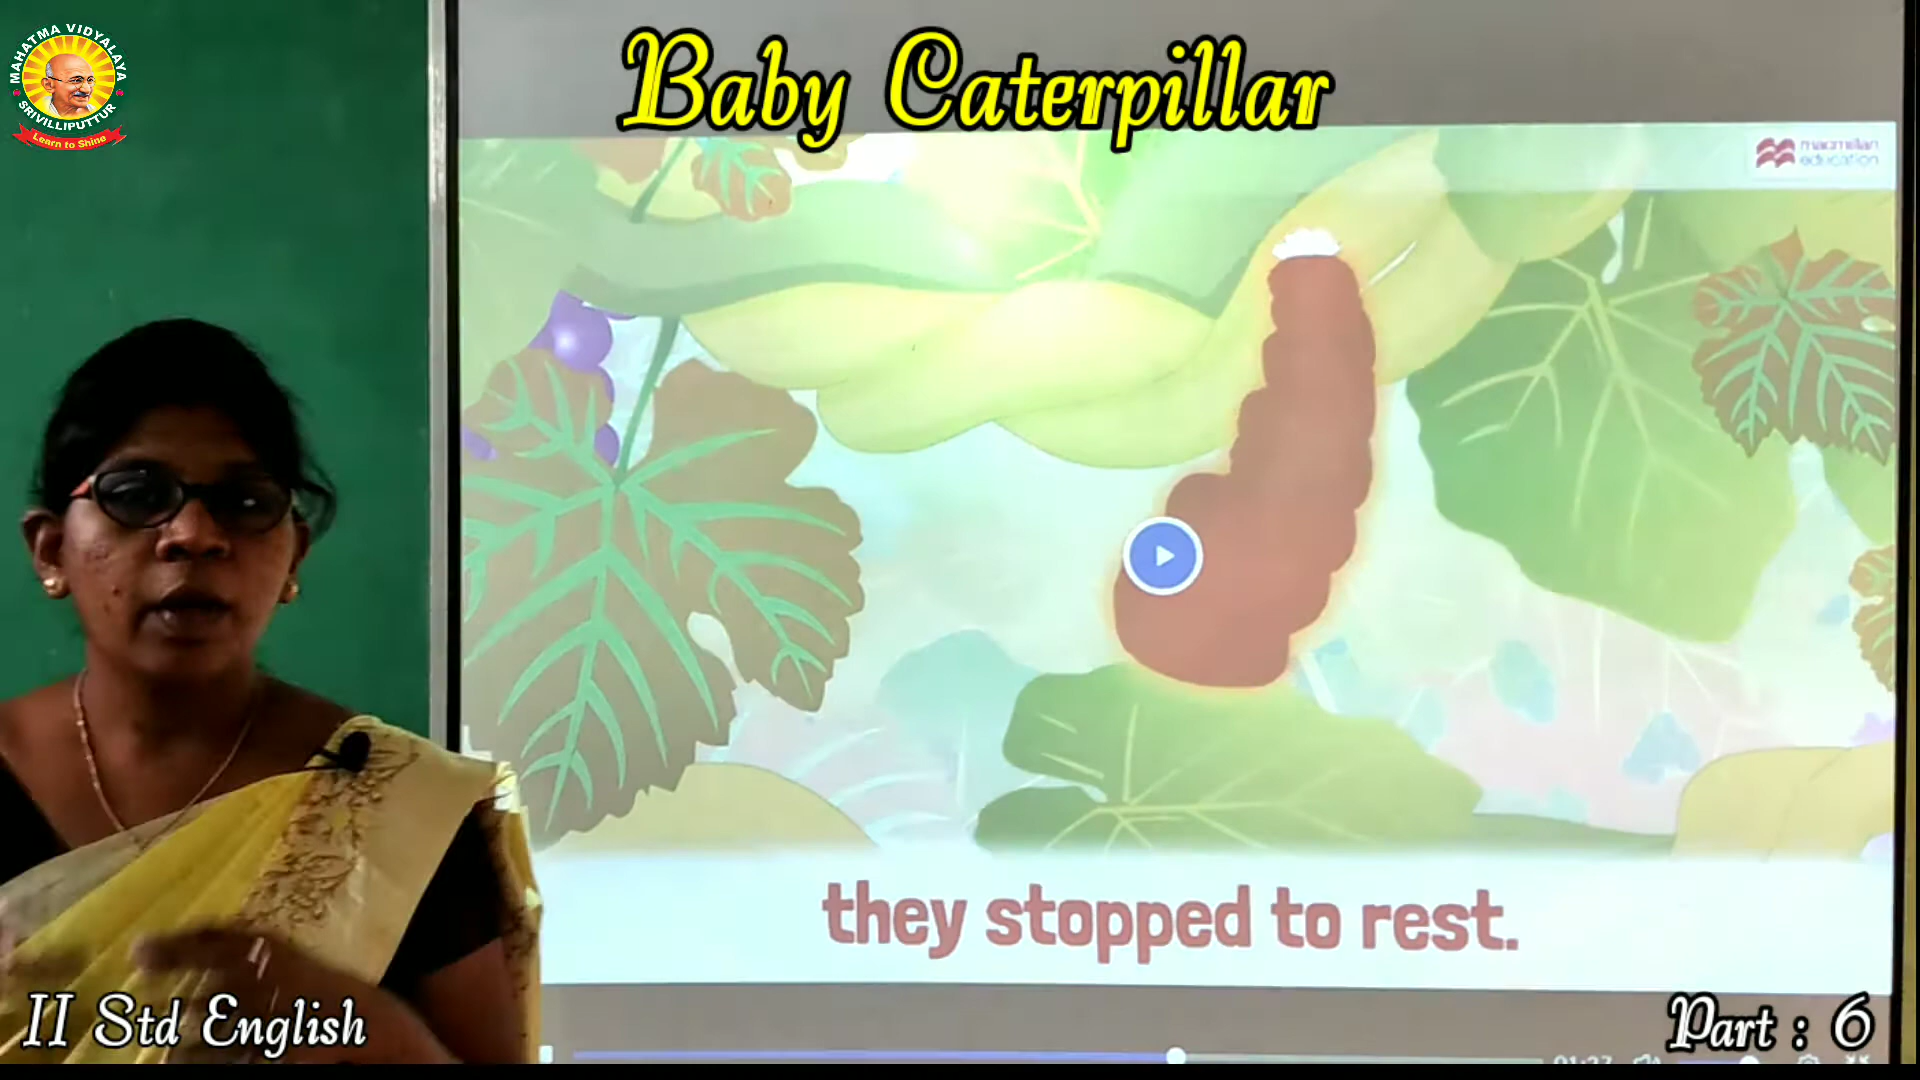 MAHATMA VIDYALAYA
SRIVILLIPUTTUR
Learn to Shine
Baby Caterpillar
macmillan
education
they stopped to rest.
II Std English
Part : 6